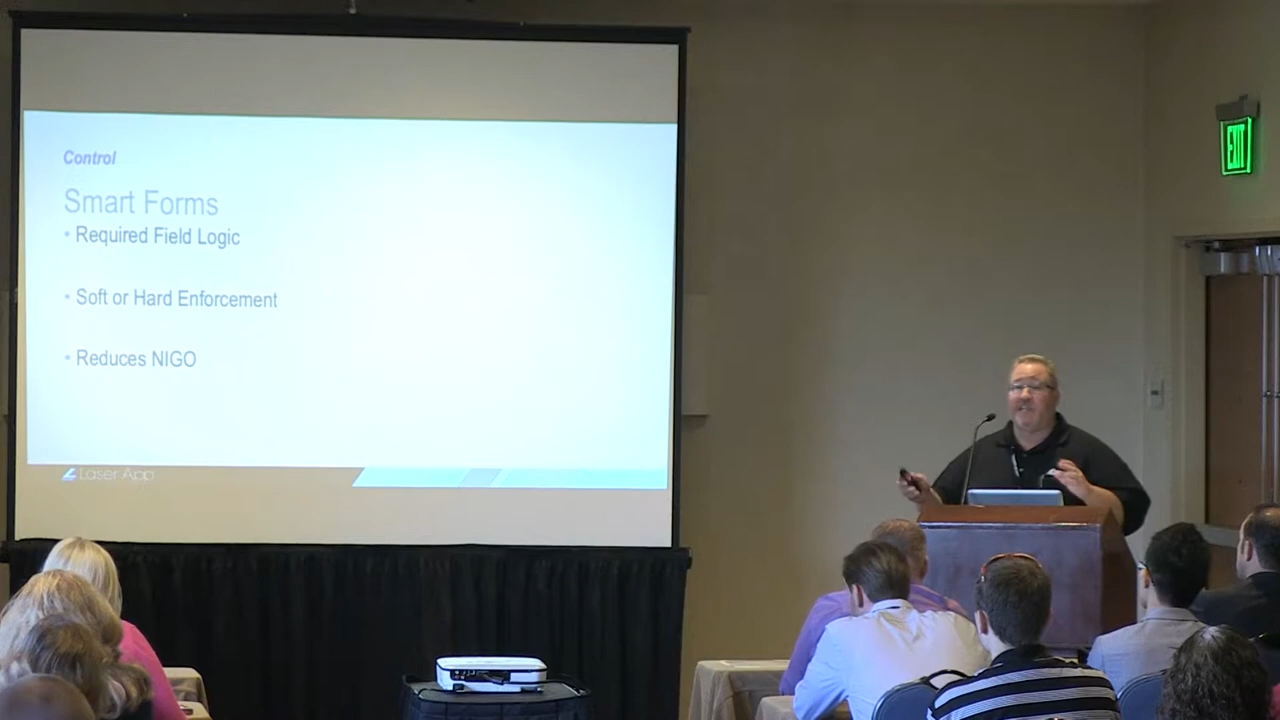 Control
Smart Forms
• Required Field Logic
• Soft or Hard Enforcement
• Reduces NIGO
Laser App
EXIT